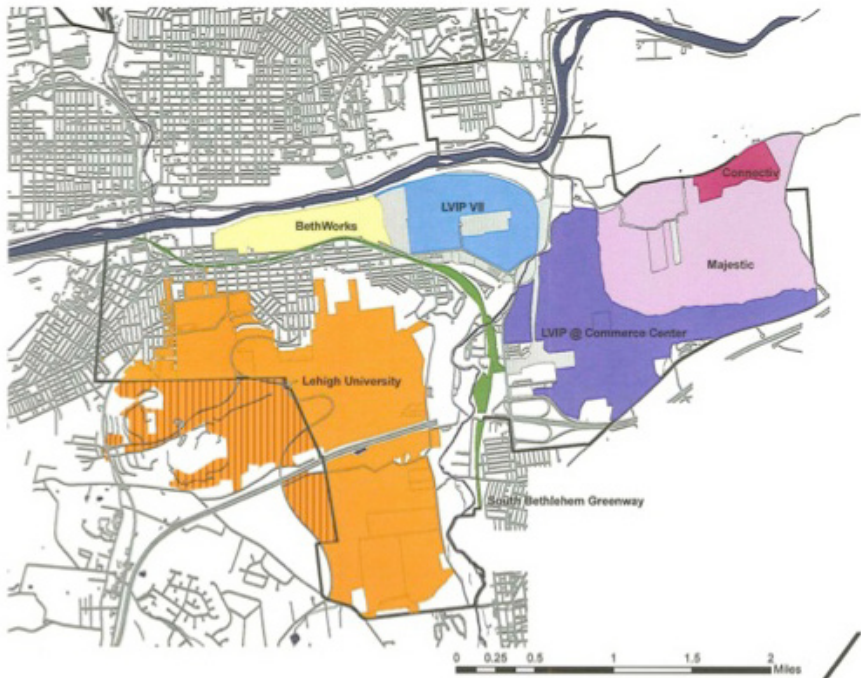 Connectiv
LVIP VII
BethWorks
Majestic
LVIP @ Commerce Center
Lehigh University
South Bethlehem Greenway
0 0.25 0.5 1 1.5 2
Miles